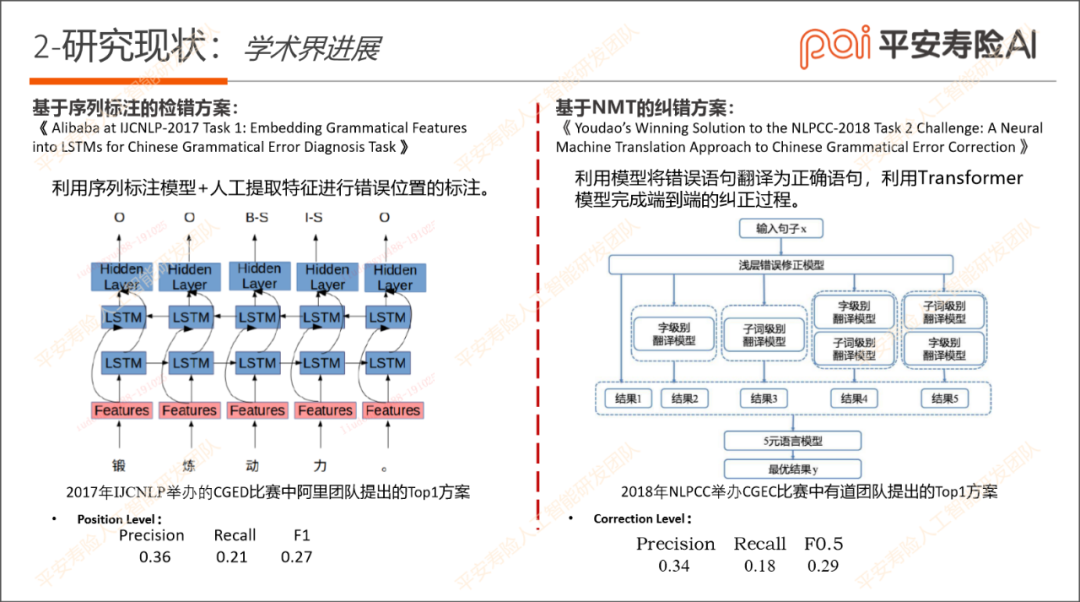 2-研究现状：学术界进展
pai 平安寿险AI
基于序列标注的检错方案：
《 Alibaba at IJCNLP-2017 Task 1: Embedding Grammatical Features
into LSTMs for Chinese Grammatical Error Diagnosis Task 》
利用序列标注模型+人工提取特征进行错误位置的标注。
O O B-S I-S O
Hidden Layer Hidden Layer Hidden Layer Hidden Layer Hidden Layer
LSTM LSTM LSTM LSTM LSTM
LSTM LSTM LSTM LSTM LSTM
Features Features Features Features Features
锻 炼 动 力 。
2017年IJCNLP举办的CGED比赛中阿里团队提出的Top1方案
• Position Level：
Precision Recall F1
0.36 0.21 0.27
基于NMT的纠错方案：
《 Youdao’s Winning Solution to the NLPCC-2018 Task 2 Challenge: A Neural
Machine Translation Approach to Chinese Grammatical Error Correction 》
利用模型将错误语句翻译为正确语句，利用Transformer
模型完成端到端的纠正过程。
输入句子x
浅层错误修正模型
字级别
翻译模型
子词级别
翻译模型
字级别
翻译模型
子词级别
翻译模型
子词级别
翻译模型
字级别
翻译模型
结果1 结果2 结果3 结果4 结果5
5元语言模型
最优结果y
2018年NLPCC举办CGEC比赛中有道团队提出的Top1方案
• Correction Level：
Precision Recall F0.5
0.34 0.18 0.29
平安寿险人工智能研发团队